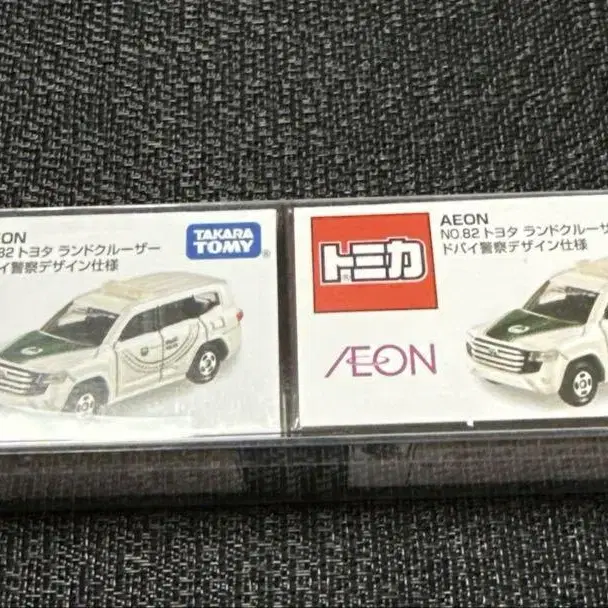 EON
82 トヨタ ランドクルーザー
イ警察デザイン仕様
TAKARA
TOMY
トミカ
AEON
NO.82 トヨタ ランドクルーザ
ドバイ警察デザイン仕様
AEON